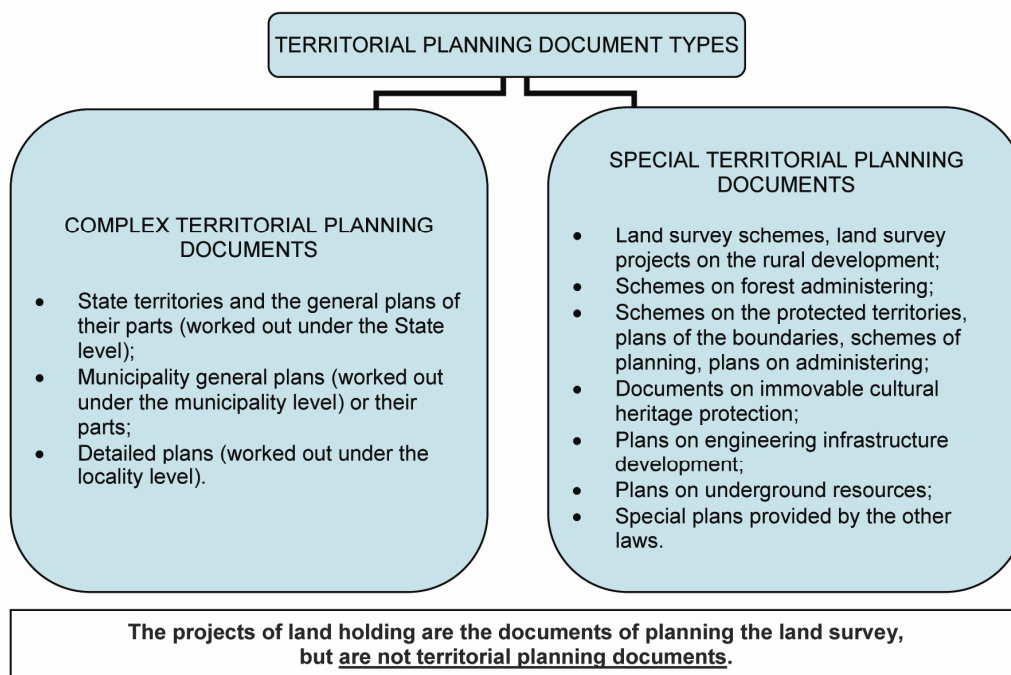 TERRITORIAL PLANNING DOCUMENT TYPES
COMPLEX TERRITORIAL PLANNING
DOCUMENTS
• State territories and the general plans of
their parts (worked out under the State
level);
• Municipality general plans (worked out
under the municipality level) or their
parts;
• Detailed plans (worked out under the
locality level).
SPECIAL TERRITORIAL PLANNING
DOCUMENTS
• Land survey schemes, land survey
projects on the rural development;
• Schemes on forest administering;
• Schemes on the protected territories,
plans of the boundaries, schemes of
planning, plans on administering;
• Documents on immovable cultural
heritage protection;
• Plans on engineering infrastructure
development;
• Plans on underground resources;
• Special plans provided by the other
laws.
The projects of land holding are the documents of planning the land survey,
but are not territorial planning documents.